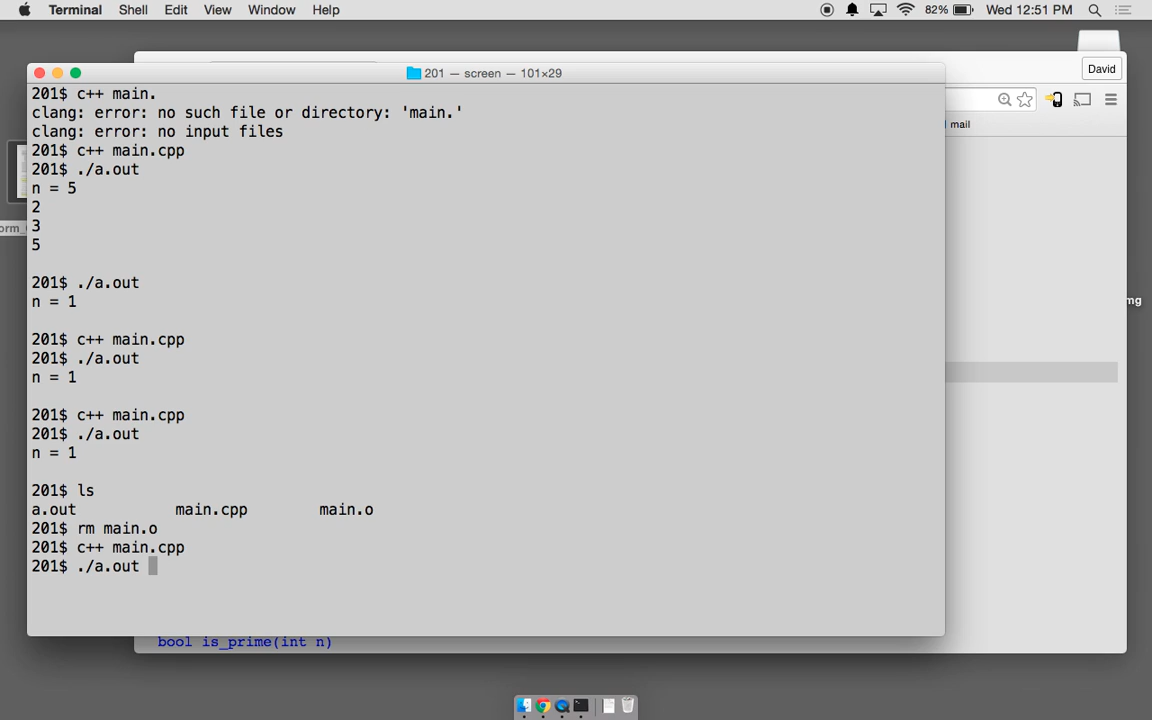 Terminal Shell Edit View Window Help 82% Wed 12:51 PM
201 — screen — 101×29
David
mail
201$ c++ main.
clang: error: no such file or directory: 'main.'
clang: error: no input files
201$ c++ main.cpp
201$ ./a.out
n = 5
2
3
5
201$ ./a.out
n = 1
201$ c++ main.cpp
201$ ./a.out
n = 1
201$ c++ main.cpp
201$ ./a.out
n = 1
201$ ls
a.out main.cpp main.o
201$ rm main.o
201$ c++ main.cpp
201$ ./a.out
orm_
mg
bool is_prime(int n)